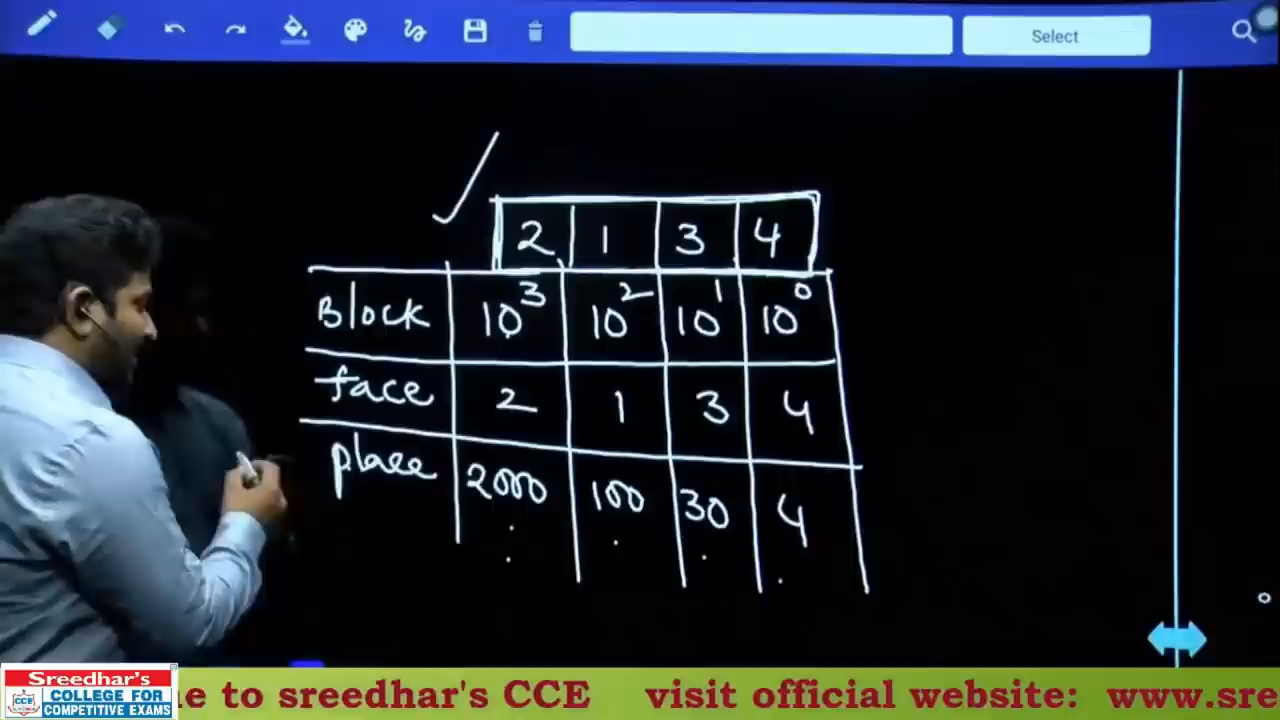 Select
2 1 3 4
Block 10³ 10² 10¹ 10⁰
face 2 1 3 4
place 2000 100 30 4
Sreedhar's
CCE
COLLEGE FOR
COMPETITIVE EXAMS
ne to sreedhar's CCE visit official website: www.sre